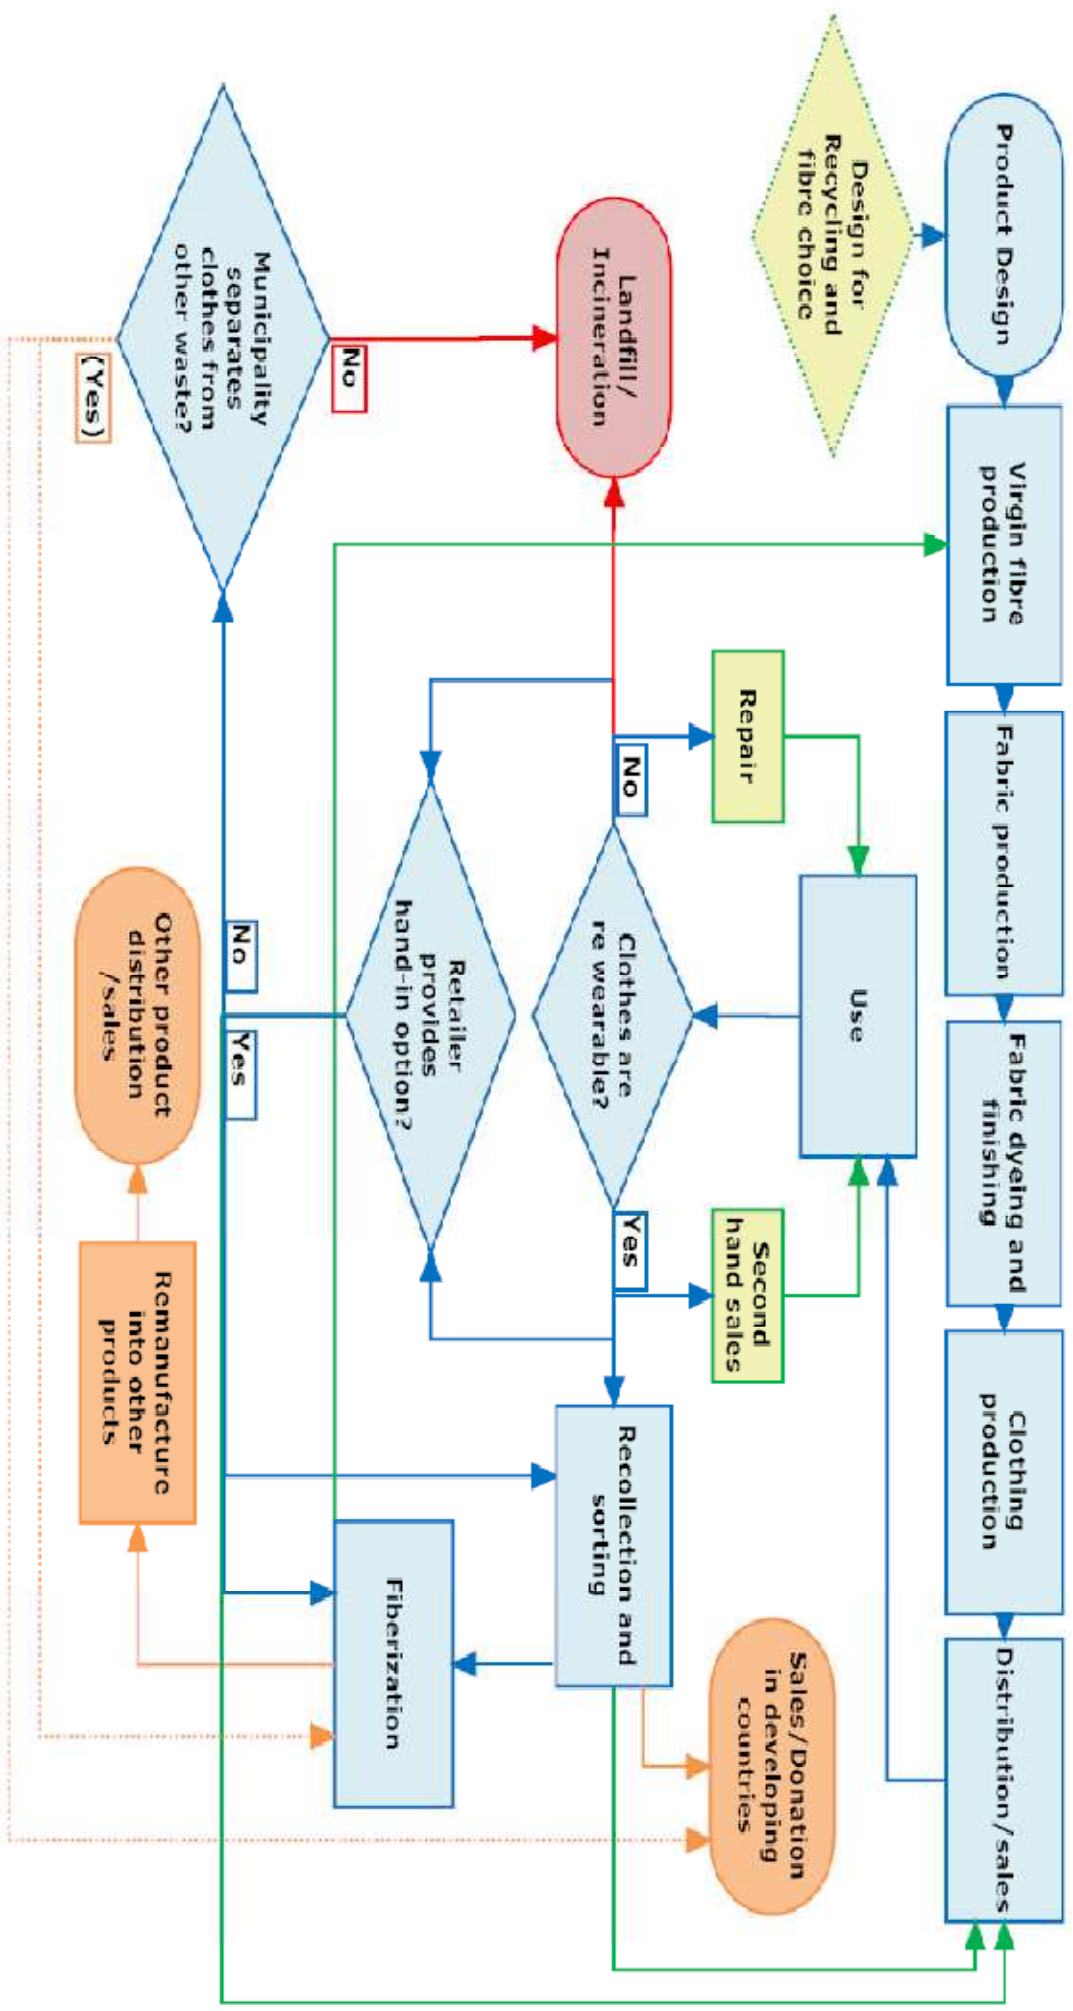 Product Design
Virgin fibre
production
Fabric production
Fabric dyeing and
finishing
Clothing
production
Distribution/sales
Design for
Recycling and
fibre choice
Repair
Use
Second
hand sales
Sales/Donation
in developing
countries
Landfill/
Incineration
No
Clothes are
re wearable?
Yes
Recollection and
sorting
Retailer
provides
hand-in option?
Fiberization
No
Municipality
separates
clothes from
other waste?
No
Yes
(Yes)
Other product
distribution
/sales
Remanufacture
into other
products